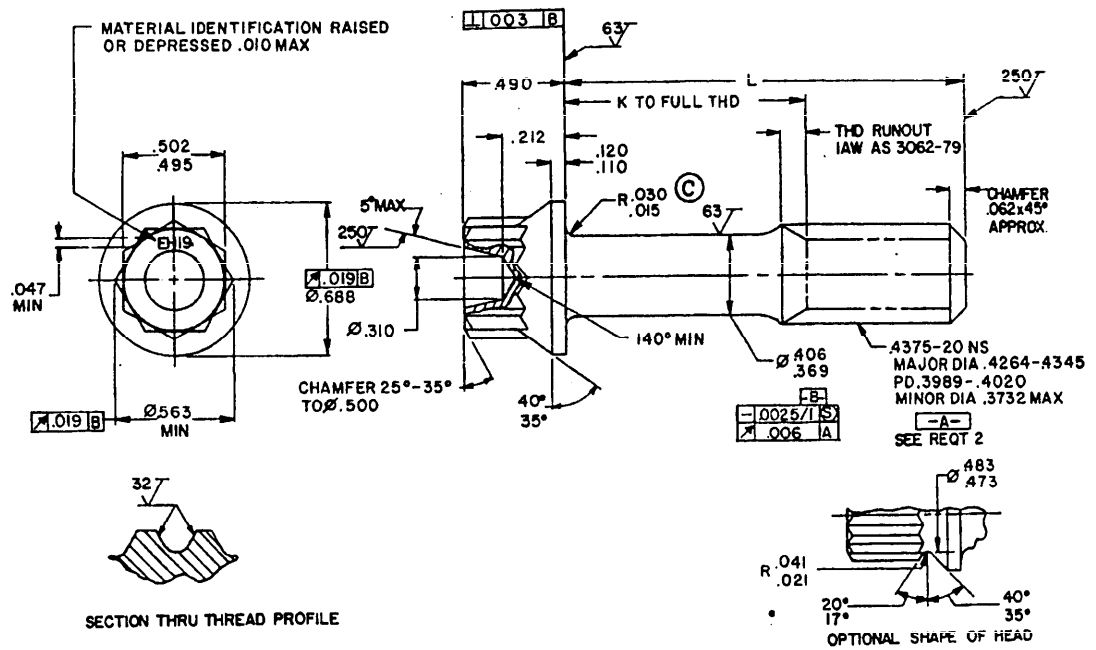 MATERIAL IDENTIFICATION RAISED
OR DEPRESSED .010 MAX
⊥ .003 B
63
.490
L
250
K TO FULL THD
.212
.120
.110
THD RUNOUT
IAW AS 3062-79
.502
.495
R .030
.015
C
63
CHAMFER
.062x45°
APPROX.
5° MAX
250
EH19
.047
MIN
↗ .019 B
Ø.688
Ø.310
140° MIN
Ø .406
.369
.4375-20 NS
MAJOR DIA .4264-.4345
PD .3989-.4020
MINOR DIA .3732 MAX
CHAMFER 25°-35°
TO Ø.500
40°
35°
-B-
— .0025/1 Ⓢ
↗ .006 A
-A-
SEE REQT 2
↗ .019 B
Ø.563
MIN
32
SECTION THRU THREAD PROFILE
Ø .483
.473
R .041
.021
20°
17°
40°
35°
OPTIONAL SHAPE OF HEAD